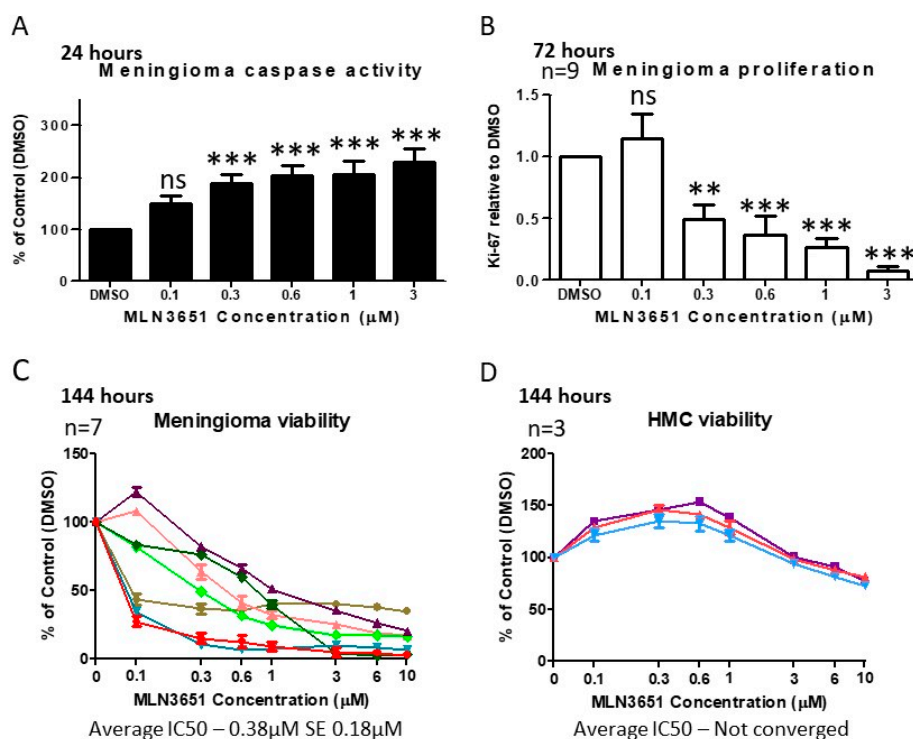 A
24 hours
Meningioma caspase activity
% of Control (DMSO)
300
200
100
0
ns
***
***
***
***
DMSO
0.1
0.3
0.6
1
3
MLN3651 Concentration (μM)
B
72 hours
n=9
Meningioma proliferation
Ki-67 relative to DMSO
1.5
1.0
0.5
0.0
ns
**
***
***
***
DMSO
0.1
0.3
0.6
1
3
MLN3651 Concentration (μM)
C
144 hours
n=7
Meningioma viability
% of Control (DMSO)
150
100
50
0
0
0.1
0.3
0.6
1
3
6
10
MLN3651 Concentration (μM)
Average IC50 – 0.38μM SE 0.18μM
D
144 hours
n=3
HMC viability
% of Control (DMSO)
200
150
100
50
0
0
0.1
0.3
0.6
1
3
6
10
MLN3651 Concentration (μM)
Average IC50 – Not converged